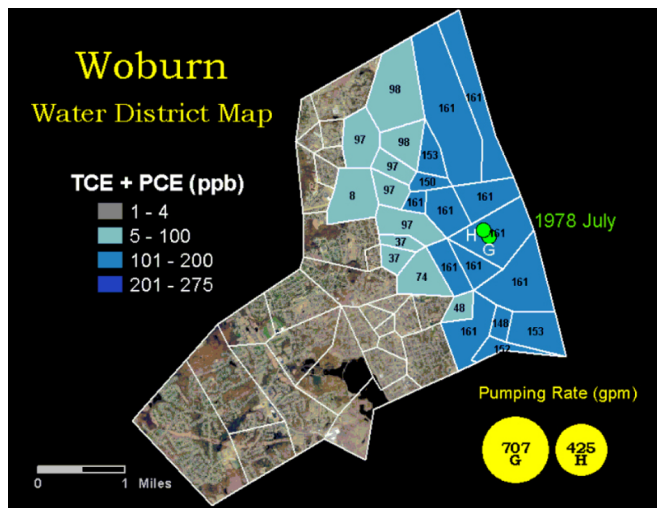 Woburn
Water District Map
TCE + PCE (ppb)
1 - 4
5 - 100
101 - 200
201 - 275
98
161
161
97
98
153
97
150
8
97
161
161
161
97
H
161
1978 July
G
37
37
161
161
74
161
48
161
148
153
152
Pumping Rate (gpm)
707
G
425
H
0
1
Miles